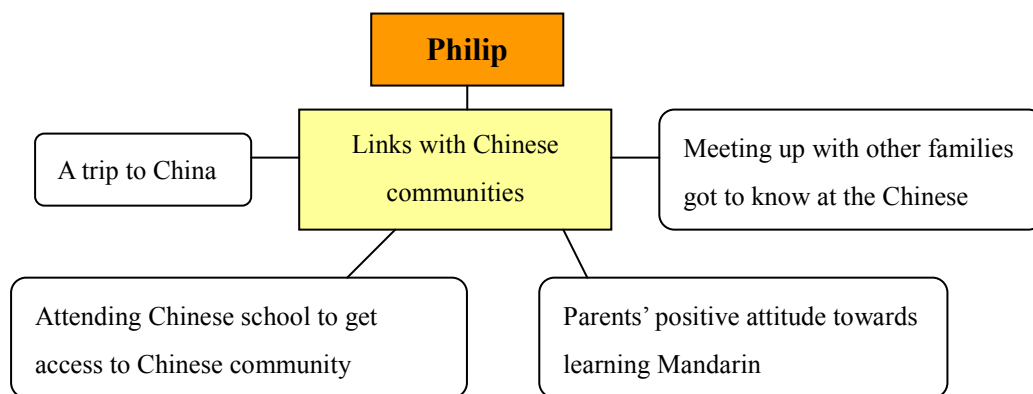 Philip
Links with Chinese
communities
A trip to China
Meeting up with other families
got to know at the Chinese
Attending Chinese school to get
access to Chinese community
Parents’ positive attitude towards
learning Mandarin